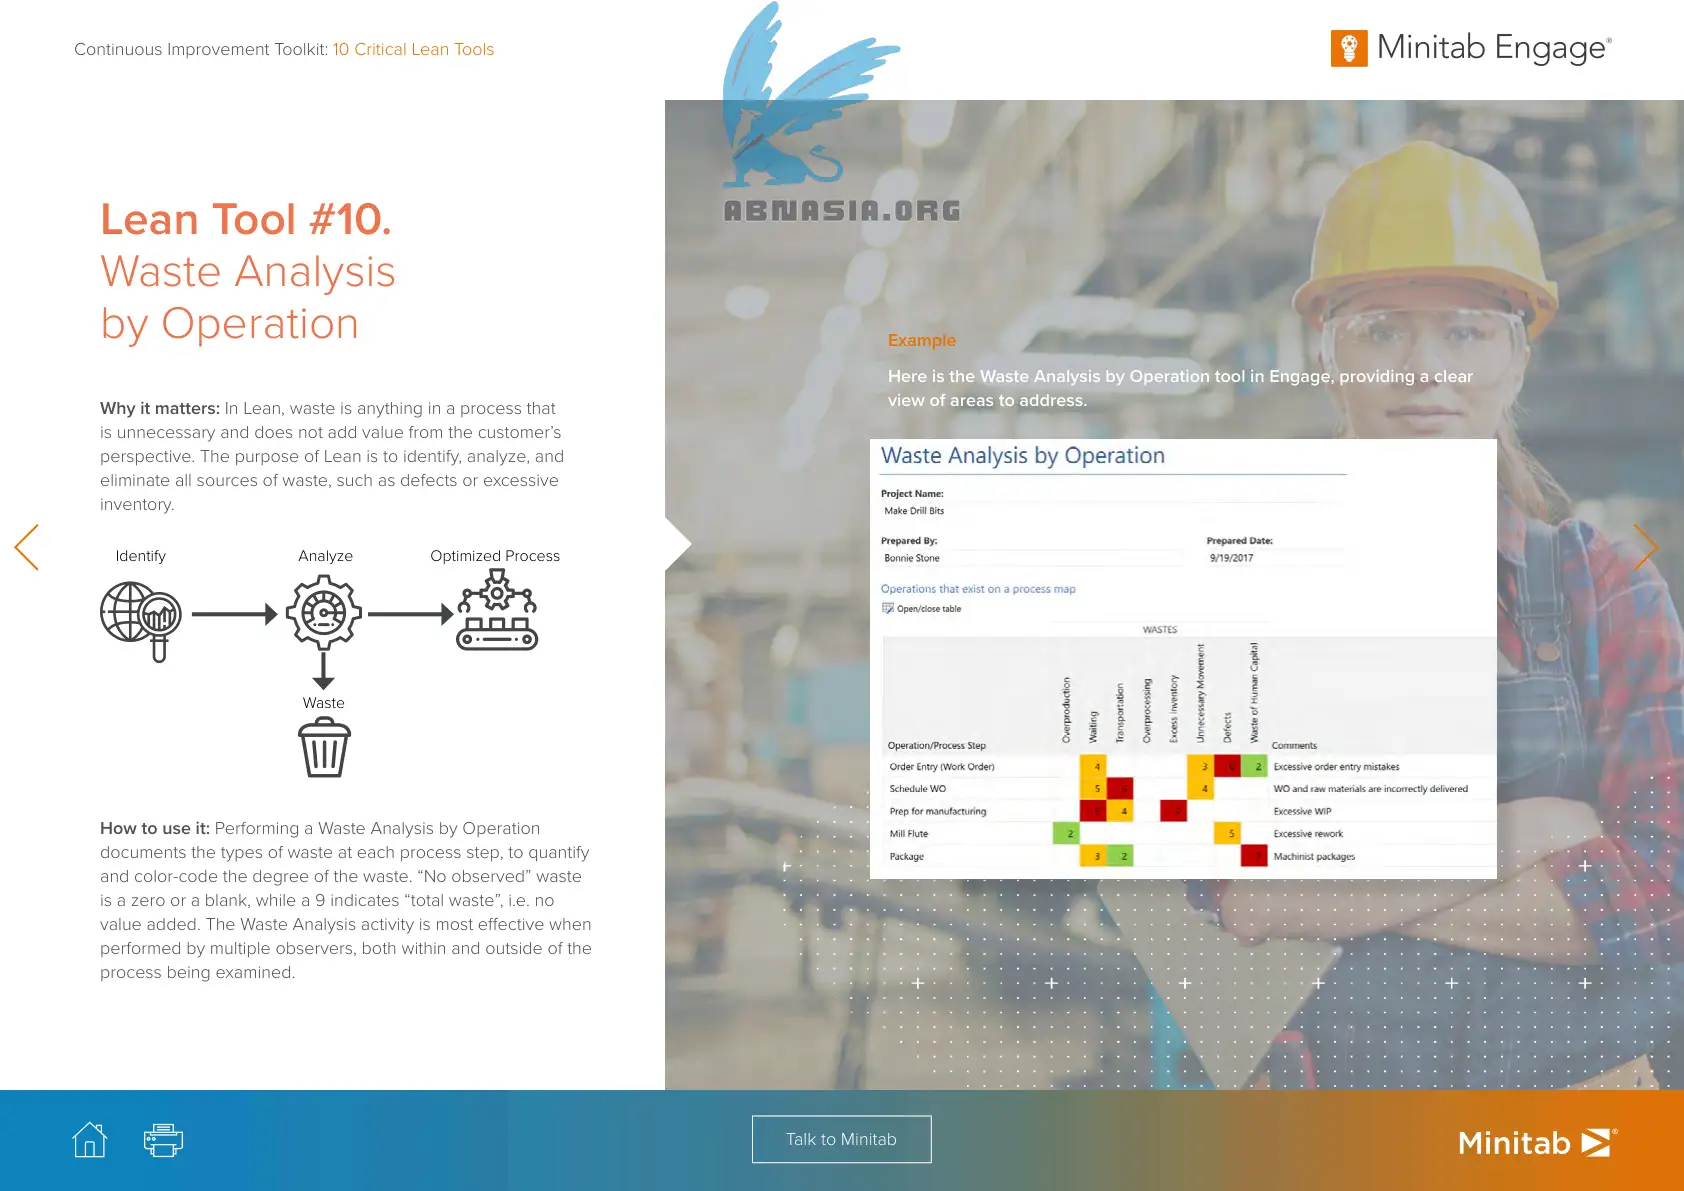 Continuous Improvement Toolkit: 10 Critical Lean Tools
Minitab Engage®
ABNASIA.ORG
Lean Tool #10.
Waste Analysis
by Operation
Why it matters: In Lean, waste is anything in a process that
is unnecessary and does not add value from the customer’s
perspective. The purpose of Lean is to identify, analyze, and
eliminate all sources of waste, such as defects or excessive
inventory.
Identify
Analyze
Optimized Process
Waste
How to use it: Performing a Waste Analysis by Operation
documents the types of waste at each process step, to quantify
and color-code the degree of the waste. “No observed” waste
is a zero or a blank, while a 9 indicates “total waste”, i.e. no
value added. The Waste Analysis activity is most effective when
performed by multiple observers, both within and outside of the
process being examined.
Example
Here is the Waste Analysis by Operation tool in Engage, providing a clear
view of areas to address.
Waste Analysis by Operation
Project Name:
Make Drill Bits
Prepared By:
Prepared Date:
Bonnie Stone
9/19/2017
Operations that exist on a process map
Open/close table
WASTES
Operation/Process Step
Overproduction
Waiting
Transportation
Overprocessing
Excess Inventory
Unnecessary Movement
Defects
Waste of Human Capital
Comments
Order Entry (Work Order) 4 3 2 Excessive order entry mistakes
Schedule WO 5 4 WO and raw materials are incorrectly delivered
Prep for manufacturing 4 Excessive WIP
Mill Flute 2 5 Excessive rework
Package 3 2 Machinist packages
Talk to Minitab
Minitab®